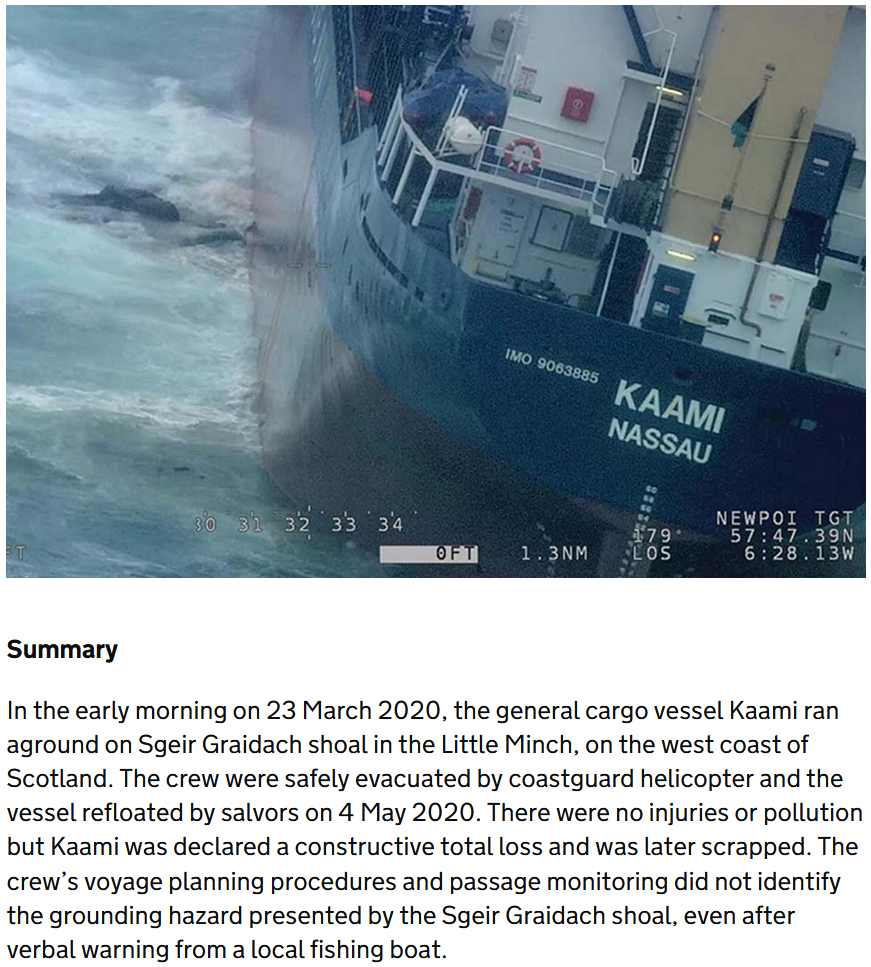 IMO 9063885
KAAMI
NASSAU
30 31 32 33 34
NEWPOI TGT
179° 57:47.39N
FT 0FT 1.3NM LOS 6:28.13W
Summary
In the early morning on 23 March 2020, the general cargo vessel Kaami ran
aground on Sgeir Graidach shoal in the Little Minch, on the west coast of
Scotland. The crew were safely evacuated by coastguard helicopter and the
vessel refloated by salvors on 4 May 2020. There were no injuries or pollution
but Kaami was declared a constructive total loss and was later scrapped. The
crew’s voyage planning procedures and passage monitoring did not identify
the grounding hazard presented by the Sgeir Graidach shoal, even after
verbal warning from a local fishing boat.